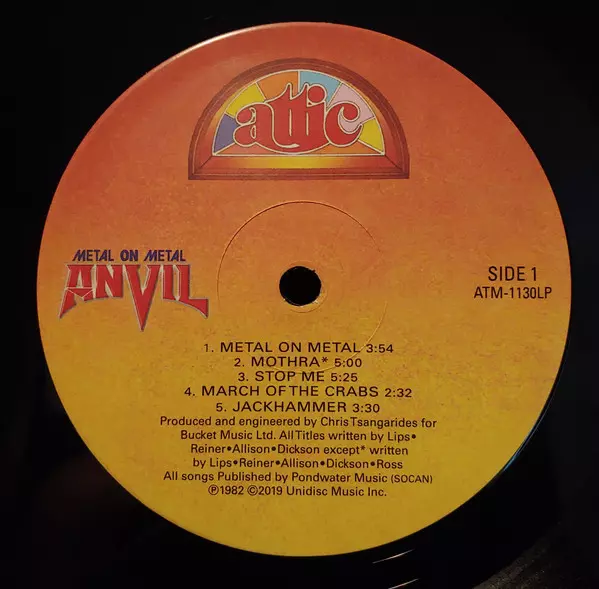 attic
METAL ON METAL
ANVIL
SIDE 1
ATM-1130LP
1. METAL ON METAL 3:54
2. MOTHRA* 5:00
3. STOP ME 5:25
4. MARCH OF THE CRABS 2:32
5. JACKHAMMER 3:30
Produced and engineered by Chris Tsangarides for
Bucket Music Ltd. All Titles written by Lips•
Reiner•Allison•Dickson except* written
by Lips•Reiner•Allison•Dickson•Ross
All songs Published by Pondwater Music (SOCAN)
℗1982 ©2019 Unidisc Music Inc.